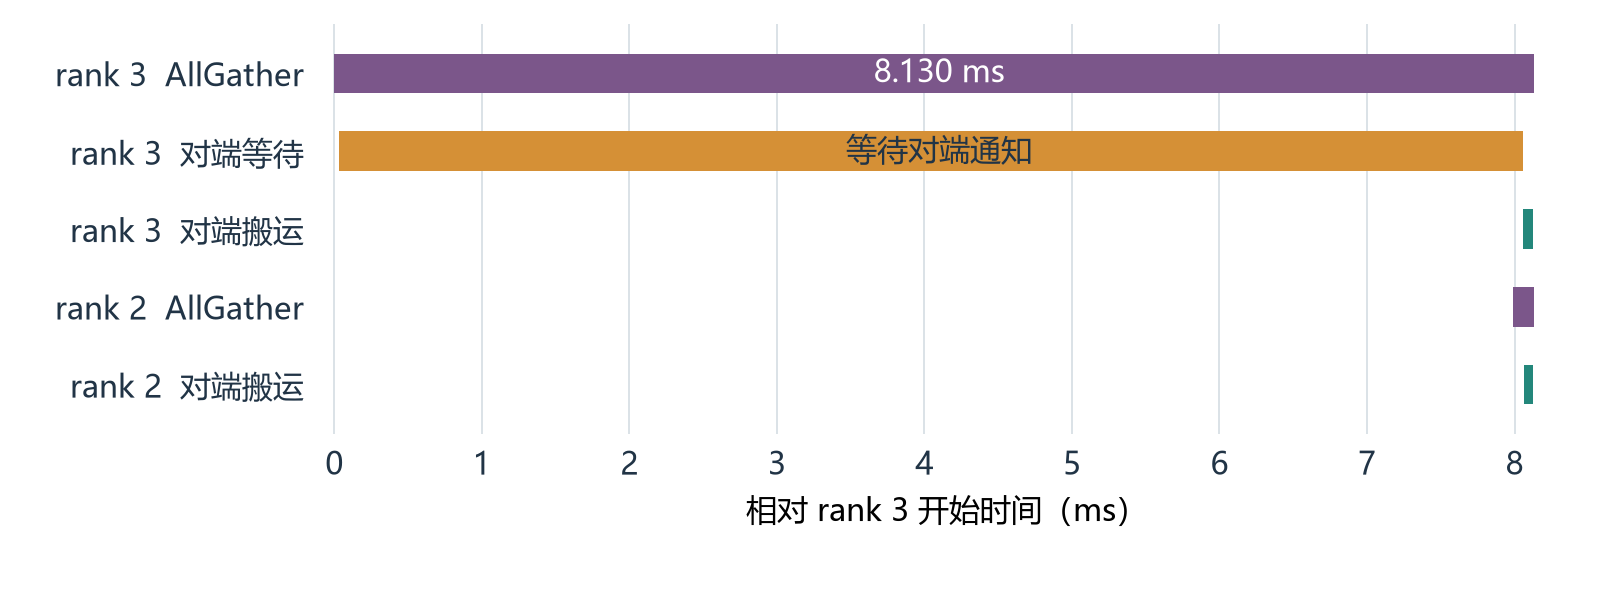 rank 3 AllGather
8.130 ms
rank 3 对端等待
等待对端通知
rank 3 对端搬运
rank 2 AllGather
rank 2 对端搬运
0 1 2 3 4 5 6 7 8
相对 rank 3 开始时间（ms）